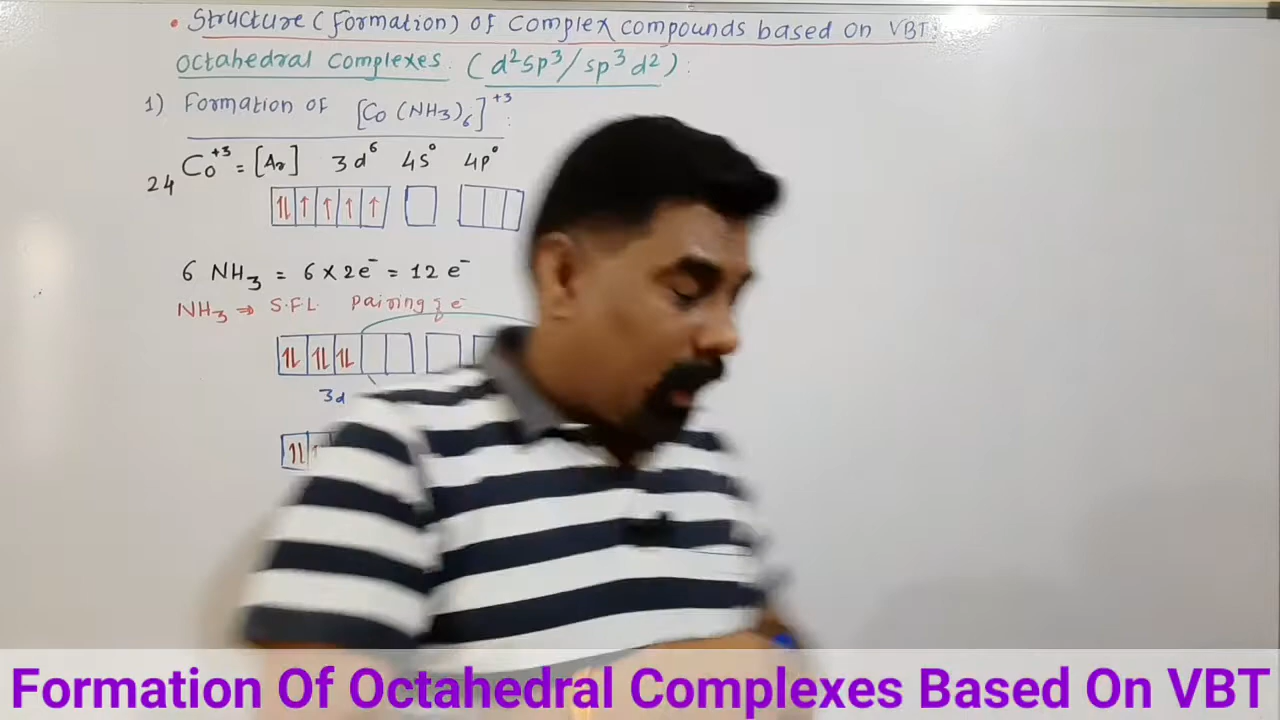 • Structure (formation) of Complex compounds based on VBT:
octahedral complexes. (d²sp³/sp³d²):
1) Formation of [Co (NH3)6]+3 :
Co+3 = [Ar] 3d6 4s0 4p0
24
⥮ ↑ ↑ ↑ ↑
6 NH3 = 6 × 2e- = 12 e-
NH3 ⇒ S.F.L. Pairing of e-
⥮ ⥮ ⥮
3d
⥮
Formation Of Octahedral Complexes Based On VBT